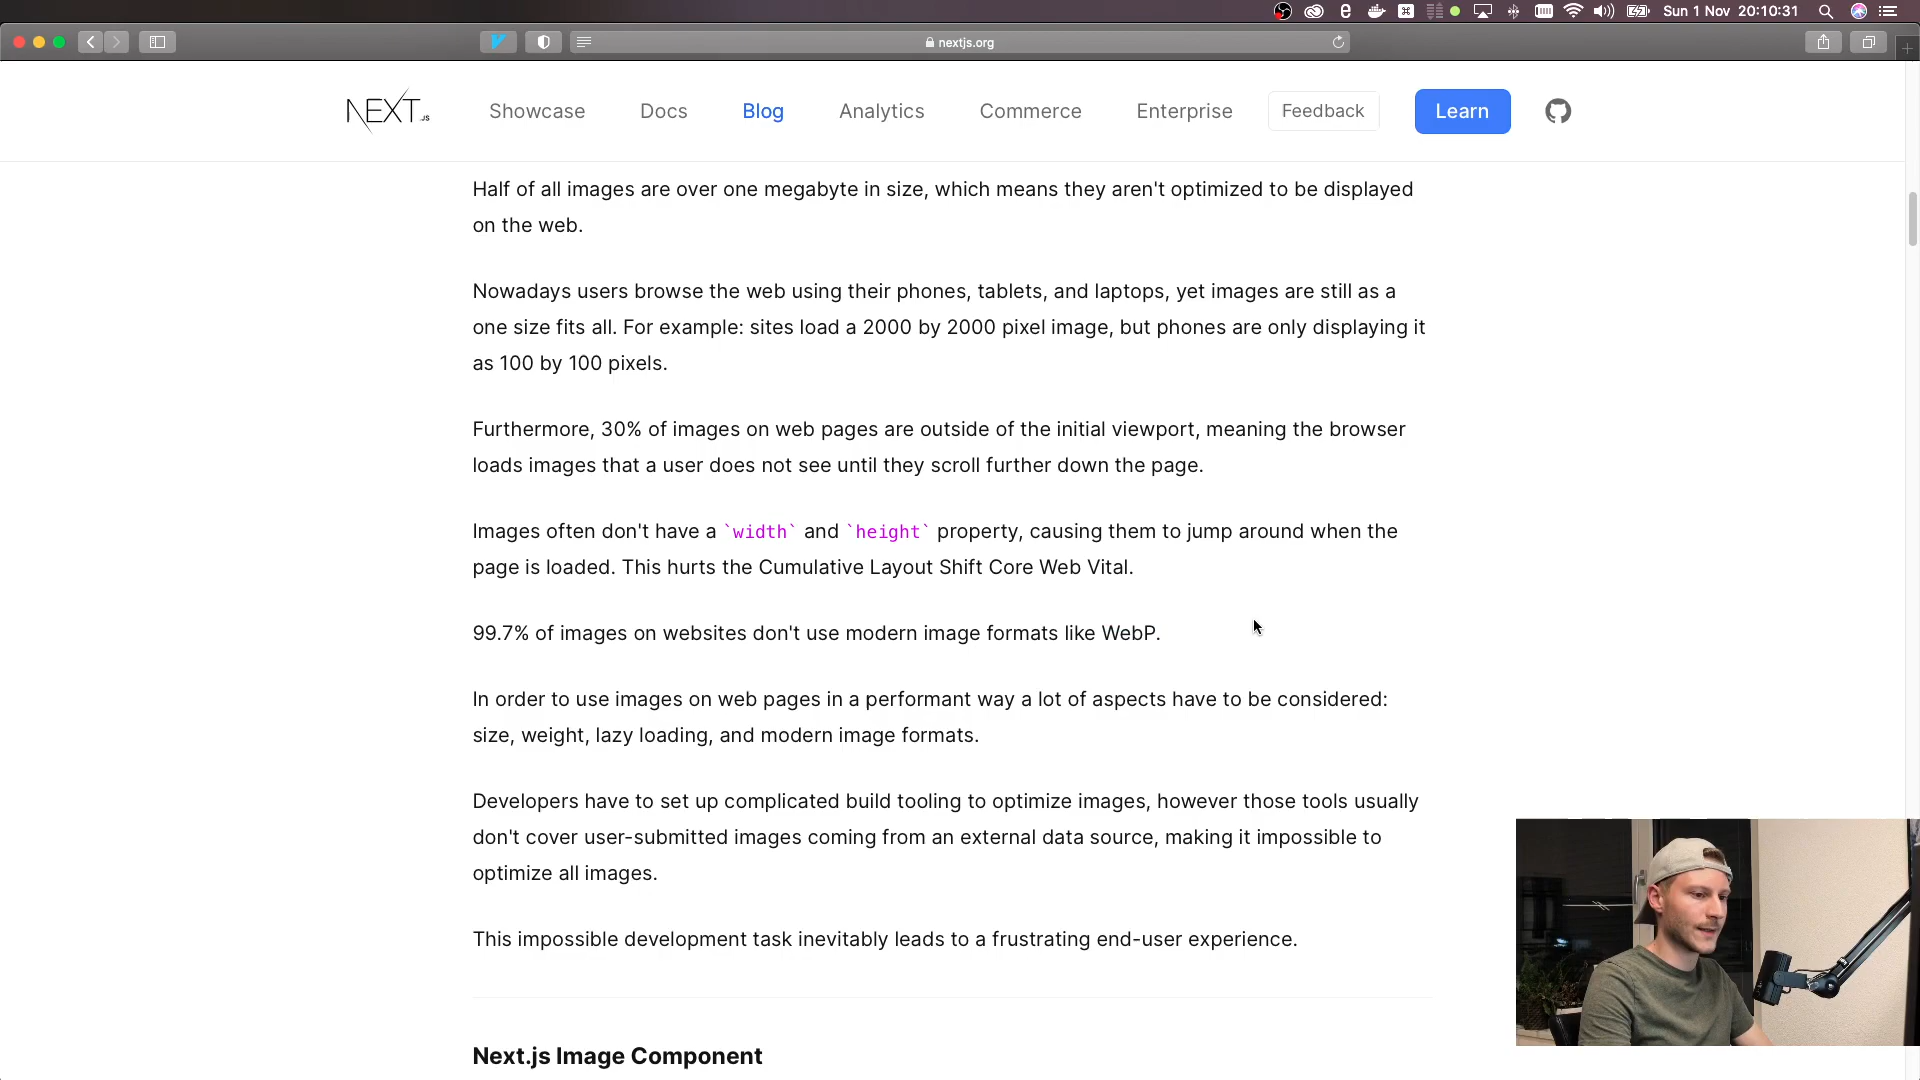 Sun 1 Nov 20:10:31
nextjs.org
NEXT.JS
Showcase
Docs
Blog
Analytics
Commerce
Enterprise
Feedback
Learn
Half of all images are over one megabyte in size, which means they aren't optimized to be displayed
on the web.
Nowadays users browse the web using their phones, tablets, and laptops, yet images are still as a
one size fits all. For example: sites load a 2000 by 2000 pixel image, but phones are only displaying it
as 100 by 100 pixels.
Furthermore, 30% of images on web pages are outside of the initial viewport, meaning the browser
loads images that a user does not see until they scroll further down the page.
Images often don't have a `width` and `height` property, causing them to jump around when the
page is loaded. This hurts the Cumulative Layout Shift Core Web Vital.
99.7% of images on websites don't use modern image formats like WebP.
In order to use images on web pages in a performant way a lot of aspects have to be considered:
size, weight, lazy loading, and modern image formats.
Developers have to set up complicated build tooling to optimize images, however those tools usually
don't cover user-submitted images coming from an external data source, making it impossible to
optimize all images.
This impossible development task inevitably leads to a frustrating end-user experience.
Next.js Image Component